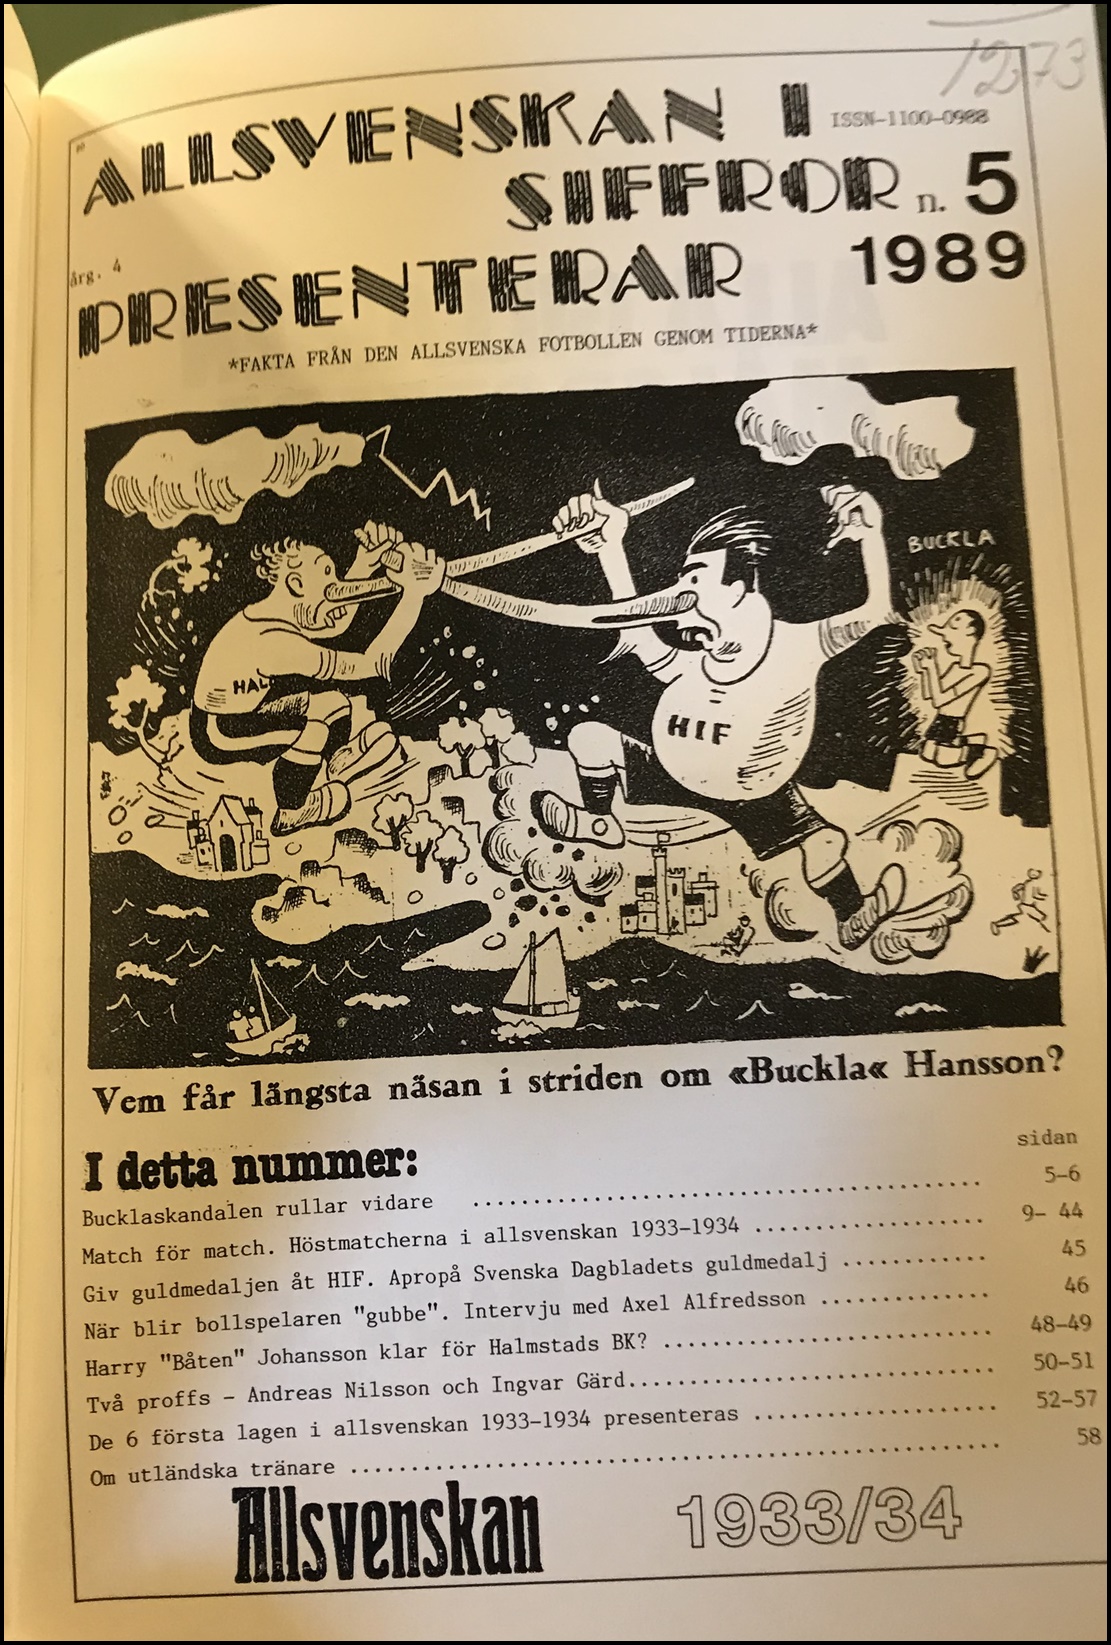 1273
ALLSVENSKAN I
ISSN-1100-0988
SIFFROR n. 5
årg. 4
PRESENTERAR 1989
*FAKTA FRÅN DEN ALLSVENSKA FOTBOLLEN GENOM TIDERNA*
BUCKLA
HAL
HIF
Vem får längsta näsan i striden om «Buckla« Hansson?
I detta nummer:
sidan
Bucklaskandalen rullar vidare ........................................ 5-6
Match för match. Höstmatcherna i allsvenskan 1933-1934 ................... 9- 44
Giv guldmedaljen åt HIF. Apropå Svenska Dagbladets guldmedalj ............ 45
När blir bollspelaren "gubbe". Intervju med Axel Alfredsson .............. 46
Harry "Båten" Johansson klar för Halmstads BK? ........................... 48-49
Två proffs - Andreas Nilsson och Ingvar Gärd.............................. 50-51
De 6 första lagen i allsvenskan 1933-1934 presenteras .................... 52-57
Om utländska tränare ..................................................... 58
Allsvenskan 1933/34